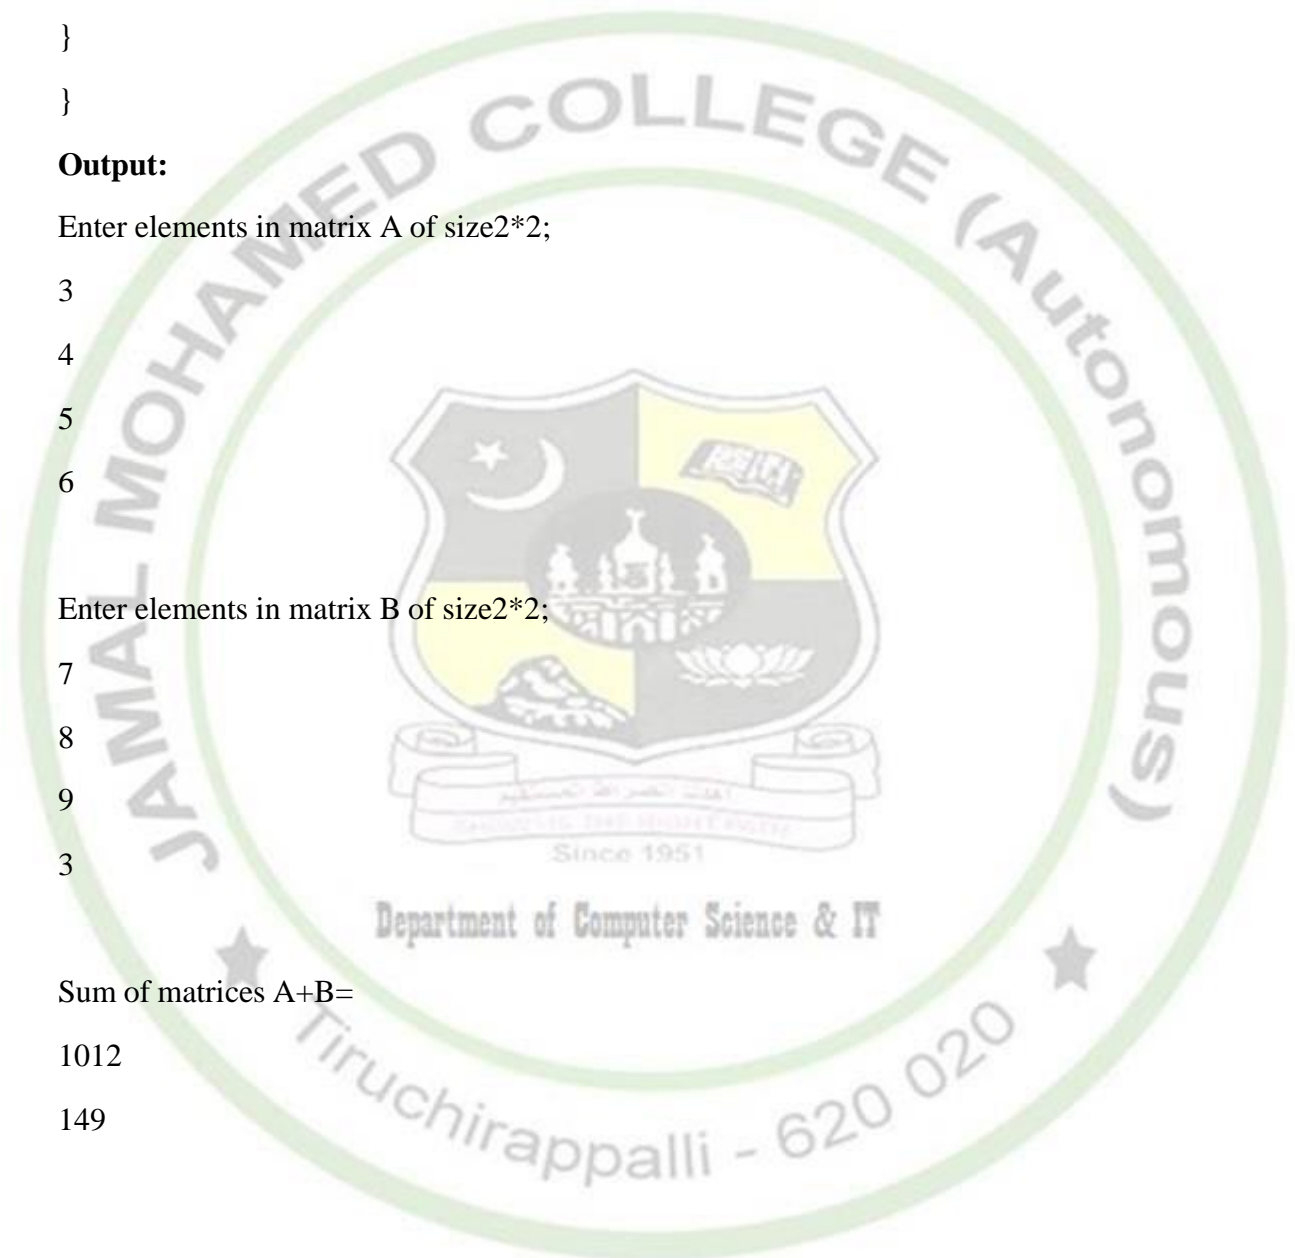 }
}
Output:
Enter elements in matrix A of size2*2;
3
4
5
6
Enter elements in matrix B of size2*2;
7
8
9
3
Sum of matrices A+B=
1012
149
JAMAL MOHAMED COLLEGE (Autonomous)
Since 1951
Department of Computer Science & IT
Tiruchirappalli - 620 020